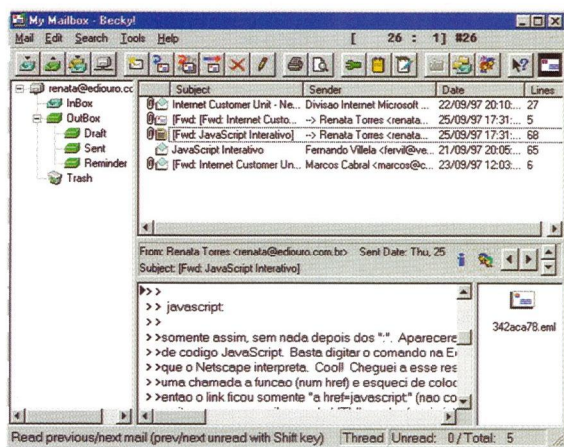 My Mailbox - Becky!
Mail Edit Search Tools Help [ 26 : 1] #26
renata@ediouro.cc
InBox
OutBox
Draft
Sent
Reminder
Trash
Subject Sender Date Lines
Internet Customer Unit - Ne... Divisao Internet Microsoft ... 22/09/97 20:10:... 27
[Fwd: [Fwd: Internet Custo... --> Renata Torres <renata... 25/09/97 17:31:... 5
[Fwd: JavaScript Interativo] --> Renata Torres <renata... 25/09/97 17:31:... 68
JavaScript Interativo Fernando Villela <fervil@ve... 21/09/97 20:05:... 65
[Fwd: Internet Customer Un... Marcos Cabral <marcos@c... 23/09/97 12:03:... 6
From: Renata Torres <renata@ediouro.com.br> Sent Date: Thu, 25
Subject: [Fwd: JavaScript Interativo]
>> 
>> javascript:
>>
>>somente assim, sem nada depois dos ":". Aparecera
>>de codigo JavaScript. Basta digitar o comando na E
>>que o Netscape interpreta. Cool! Cheguei a esse res
>>uma chamada a funcao (num href) e esqueci de coloc
>>entao o link ficou somente "a href=javascript:" (nao co
342aca78.eml
Read previous/next mail (prev/next unread with Shift key) Thread Unread: 0/Total: 5